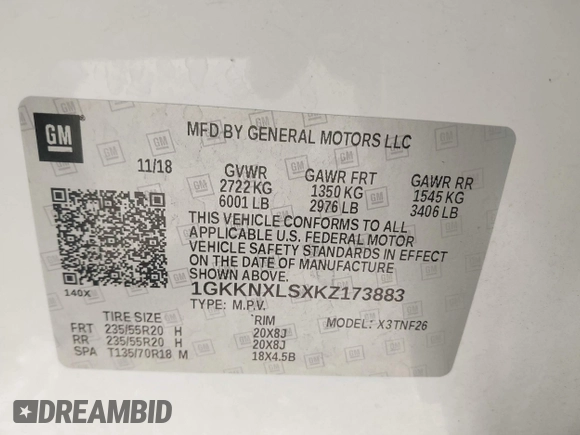 GM
MFD BY GENERAL MOTORS LLC
11/18
GVWR GAWR FRT GAWR RR
2722 KG 1350 KG 1545 KG
6001 LB 2976 LB 3406 LB
THIS VEHICLE CONFORMS TO ALL
APPLICABLE U.S. FEDERAL MOTOR
VEHICLE SAFETY STANDARDS IN EFFECT
ON THE DATE OF MANUFACTURE
SHOWN ABOVE.
140X
1GKKNXLSXKZ173883
TYPE: M.P.V.
TIRE SIZE RIM MODEL: X3TNF26
FRT 235/55R20 H 20X8J
RR 235/55R20 H 20X8J
SPA T135/70R18 M 18X4.5B
DREAMBID